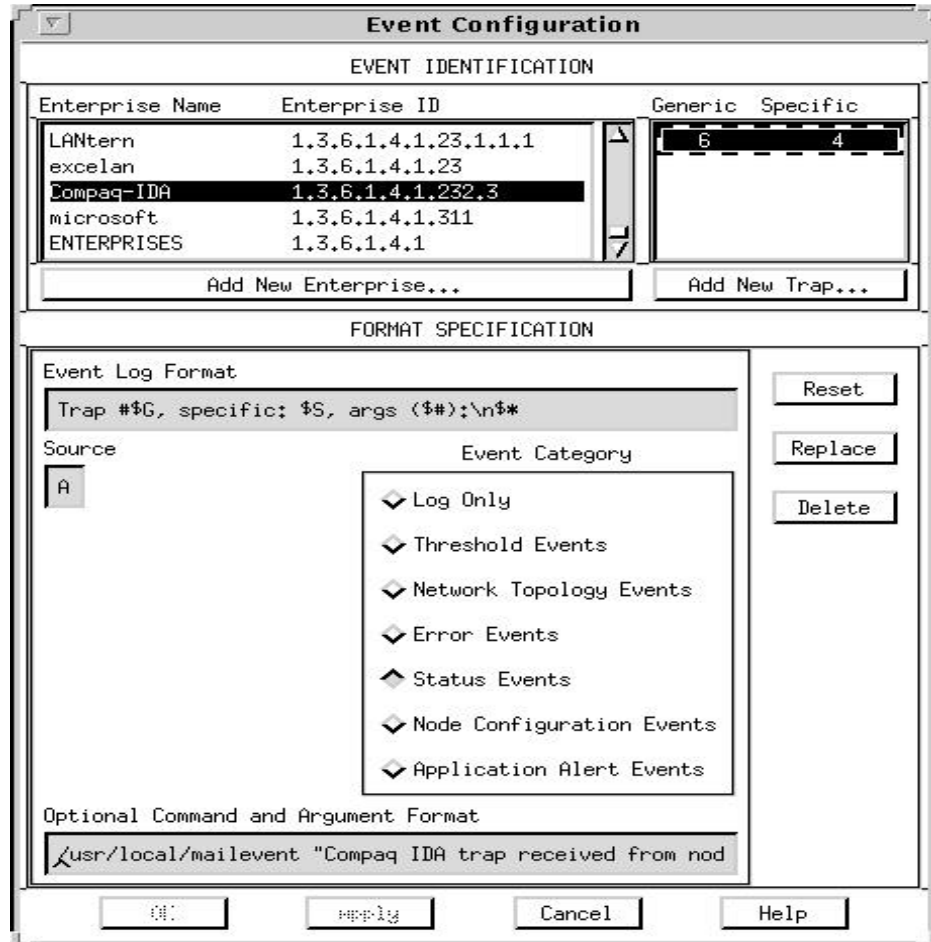 Event Configuration
EVENT IDENTIFICATION
Enterprise Name Enterprise ID Generic Specific
LANtern 1.3.6.1.4.1.23.1.1.1 6 4
excelan 1.3.6.1.4.1.23
Compaq-IDA 1.3.6.1.4.1.232.3
microsoft 1.3.6.1.4.1.311
ENTERPRISES 1.3.6.1.4.1
Add New Enterprise... Add New Trap...
FORMAT SPECIFICATION
Event Log Format
Reset
Trap #$G, specific: $S, args ($#):\n$*
Source Event Category Replace
A
Log Only
Delete
Threshold Events
Network Topology Events
Error Events
Status Events
Node Configuration Events
Application Alert Events
Optional Command and Argument Format
/usr/local/mailevent "Compaq IDA trap received from nod
OK Apply Cancel Help